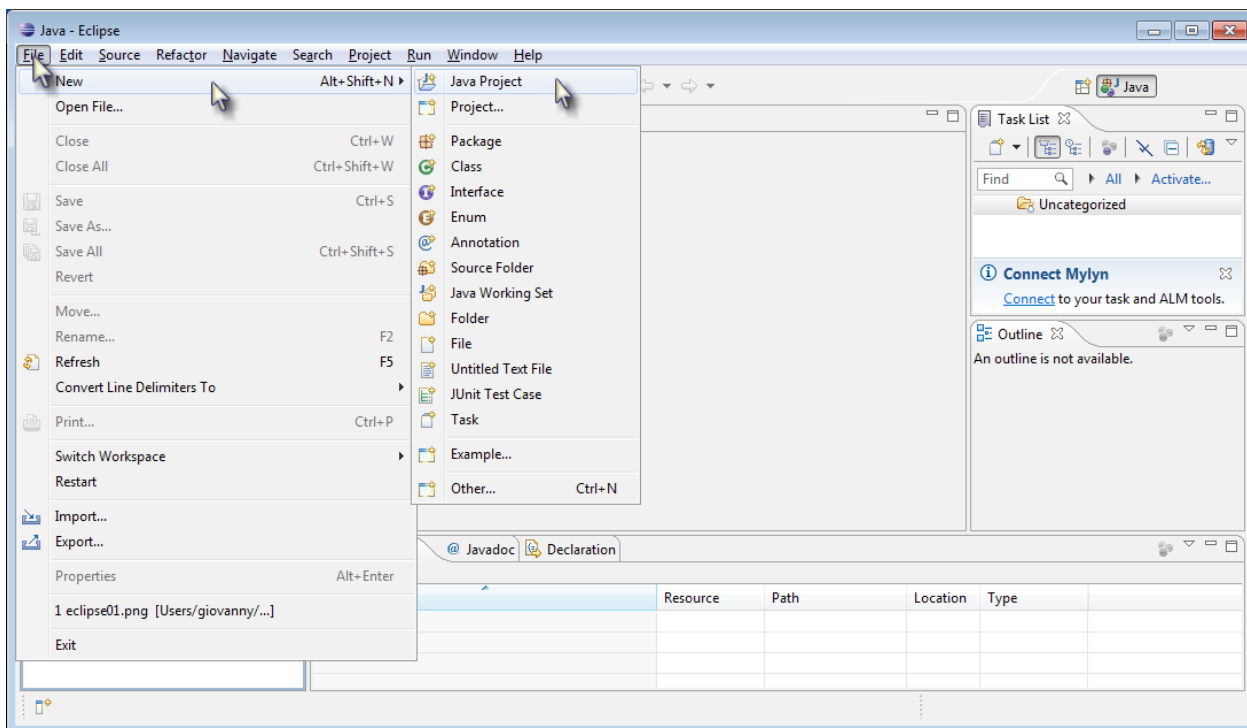 Java - Eclipse
File Edit Source Refactor Navigate Search Project Run Window Help
New Alt+Shift+N
Open File...
Close Ctrl+W
Close All Ctrl+Shift+W
Save Ctrl+S
Save As...
Save All Ctrl+Shift+S
Revert
Move...
Rename... F2
Refresh F5
Convert Line Delimiters To
Print... Ctrl+P
Switch Workspace
Restart
Import...
Export...
Properties Alt+Enter
1 eclipse01.png [Users/giovanny/...]
Exit
Java Project
Project...
Package
Class
Interface
Enum
Annotation
Source Folder
Java Working Set
Folder
File
Untitled Text File
JUnit Test Case
Task
Example...
Other... Ctrl+N
Java
Task List
Find All Activate...
Uncategorized
Connect Mylyn
Connect to your task and ALM tools.
Outline
An outline is not available.
@ Javadoc Declaration
Resource Path Location Type